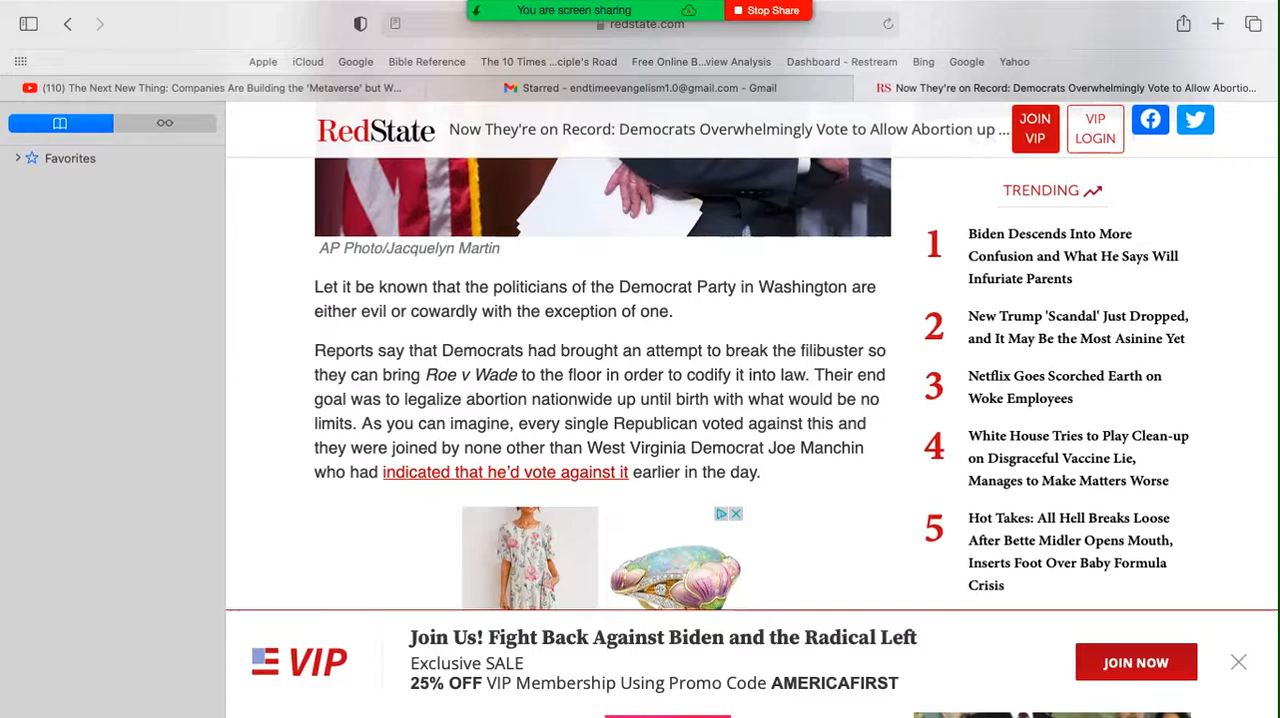 You are screen sharing
Stop Share
redstate.com
Apple iCloud Google Bible Reference The 10 Times ...ciple's Road Free Online B...view Analysis Dashboard - Restream Bing Google Yahoo
(110) The Next New Thing: Companies Are Building the 'Metaverse' but W...
Starred - endtimeevangelism1.0@gmail.com - Gmail
RS Now They're on Record: Democrats Overwhelmingly Vote to Allow Abortio...
Favorites
RedState
Now They're on Record: Democrats Overwhelmingly Vote to Allow Abortion up ...
JOIN
VIP
VIP
LOGIN
AP Photo/Jacquelyn Martin
Let it be known that the politicians of the Democrat Party in Washington are
either evil or cowardly with the exception of one.
Reports say that Democrats had brought an attempt to break the filibuster so
they can bring Roe v Wade to the floor in order to codify it into law. Their end
goal was to legalize abortion nationwide up until birth with what would be no
limits. As you can imagine, every single Republican voted against this and
they were joined by none other than West Virginia Democrat Joe Manchin
who had indicated that he'd vote against it earlier in the day.
TRENDING
1
Biden Descends Into More
Confusion and What He Says Will
Infuriate Parents
2
New Trump 'Scandal' Just Dropped,
and It May Be the Most Asinine Yet
3
Netflix Goes Scorched Earth on
Woke Employees
4
White House Tries to Play Clean-up
on Disgraceful Vaccine Lie,
Manages to Make Matters Worse
5
Hot Takes: All Hell Breaks Loose
After Bette Midler Opens Mouth,
Inserts Foot Over Baby Formula
Crisis
VIP
Join Us! Fight Back Against Biden and the Radical Left
Exclusive SALE
25% OFF VIP Membership Using Promo Code AMERICAFIRST
JOIN NOW